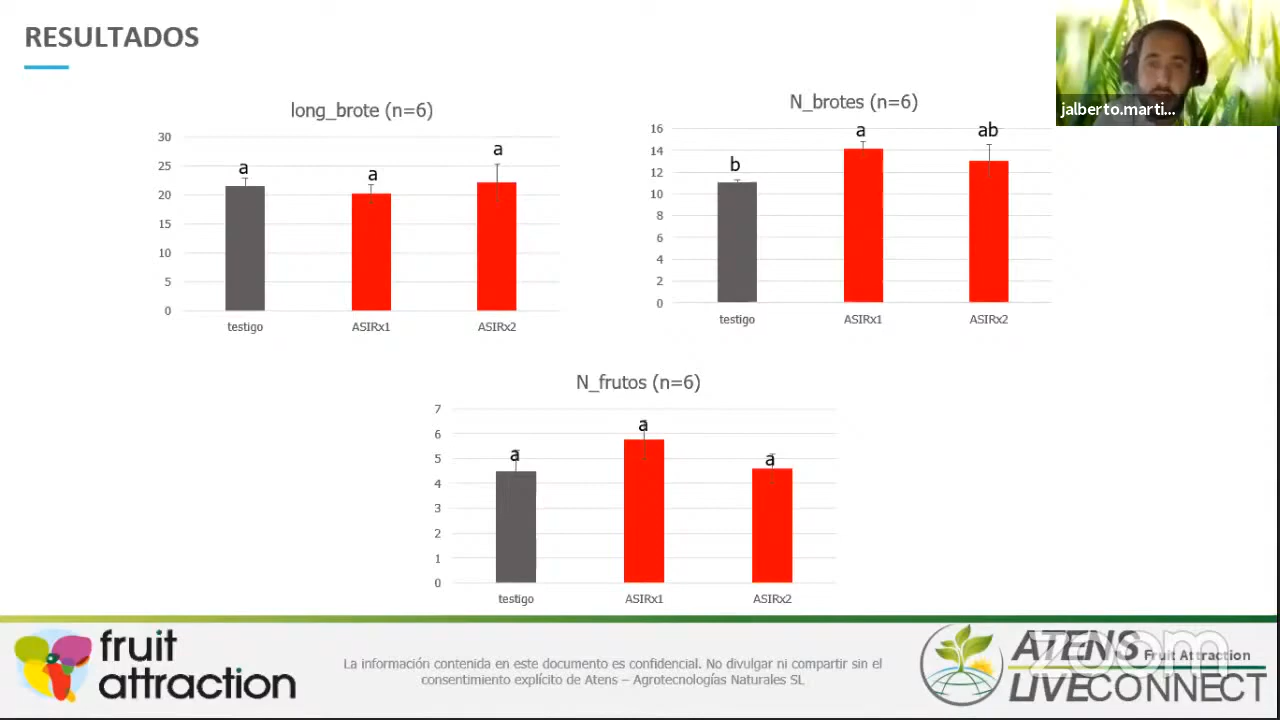 RESULTADOS
jalberto.marti...
long_brote (n=6)
30
25
20
15
10
5
0
a
a
a
testigo
ASIRx1
ASIRx2
N_brotes (n=6)
16
14
12
10
8
6
4
2
0
b
a
ab
testigo
ASIRx1
ASIRx2
N_frutos (n=6)
7
6
5
4
3
2
1
0
a
a
a
testigo
ASIRx1
ASIRx2
fruit
attraction
La información contenida en este documento es confidencial. No divulgar ni compartir sin el
consentimiento explícito de Atens – Agrotecnologías Naturales SL
ATENS Fruit Attraction
LIVECONNECT
zoom